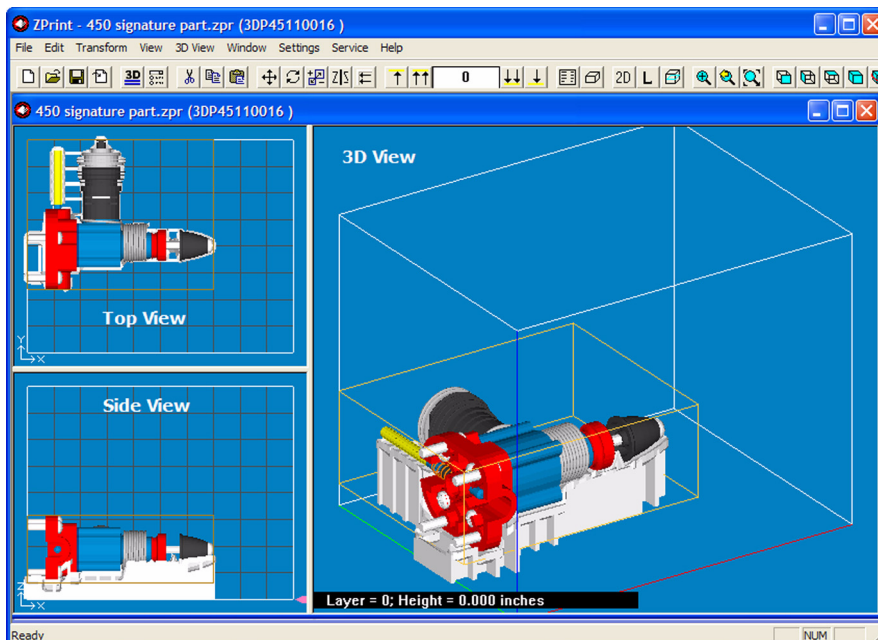 ZPrint - 450 signature part.zpr (3DP45110016 )
File Edit Transform View 3D View Window Settings Service Help
3D Z|S 0 2D L
450 signature part.zpr (3DP45110016 )
Top View
Y
X
Side View
Z
X
3D View
Layer = 0; Height = 0.000 inches
Ready NUM